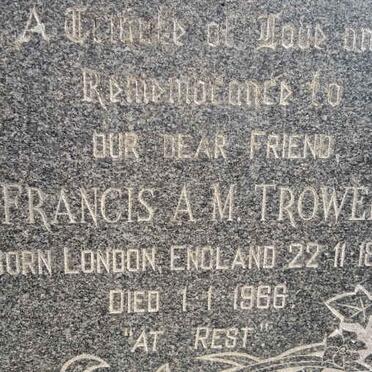 A Tribute of Love an
Remembrance to
OUR DEAR FRIEND,
FRANCIS A. M. TROWE
BORN LONDON, ENGLAND 22·11·18
DIED 1·1·1966.
"AT REST".